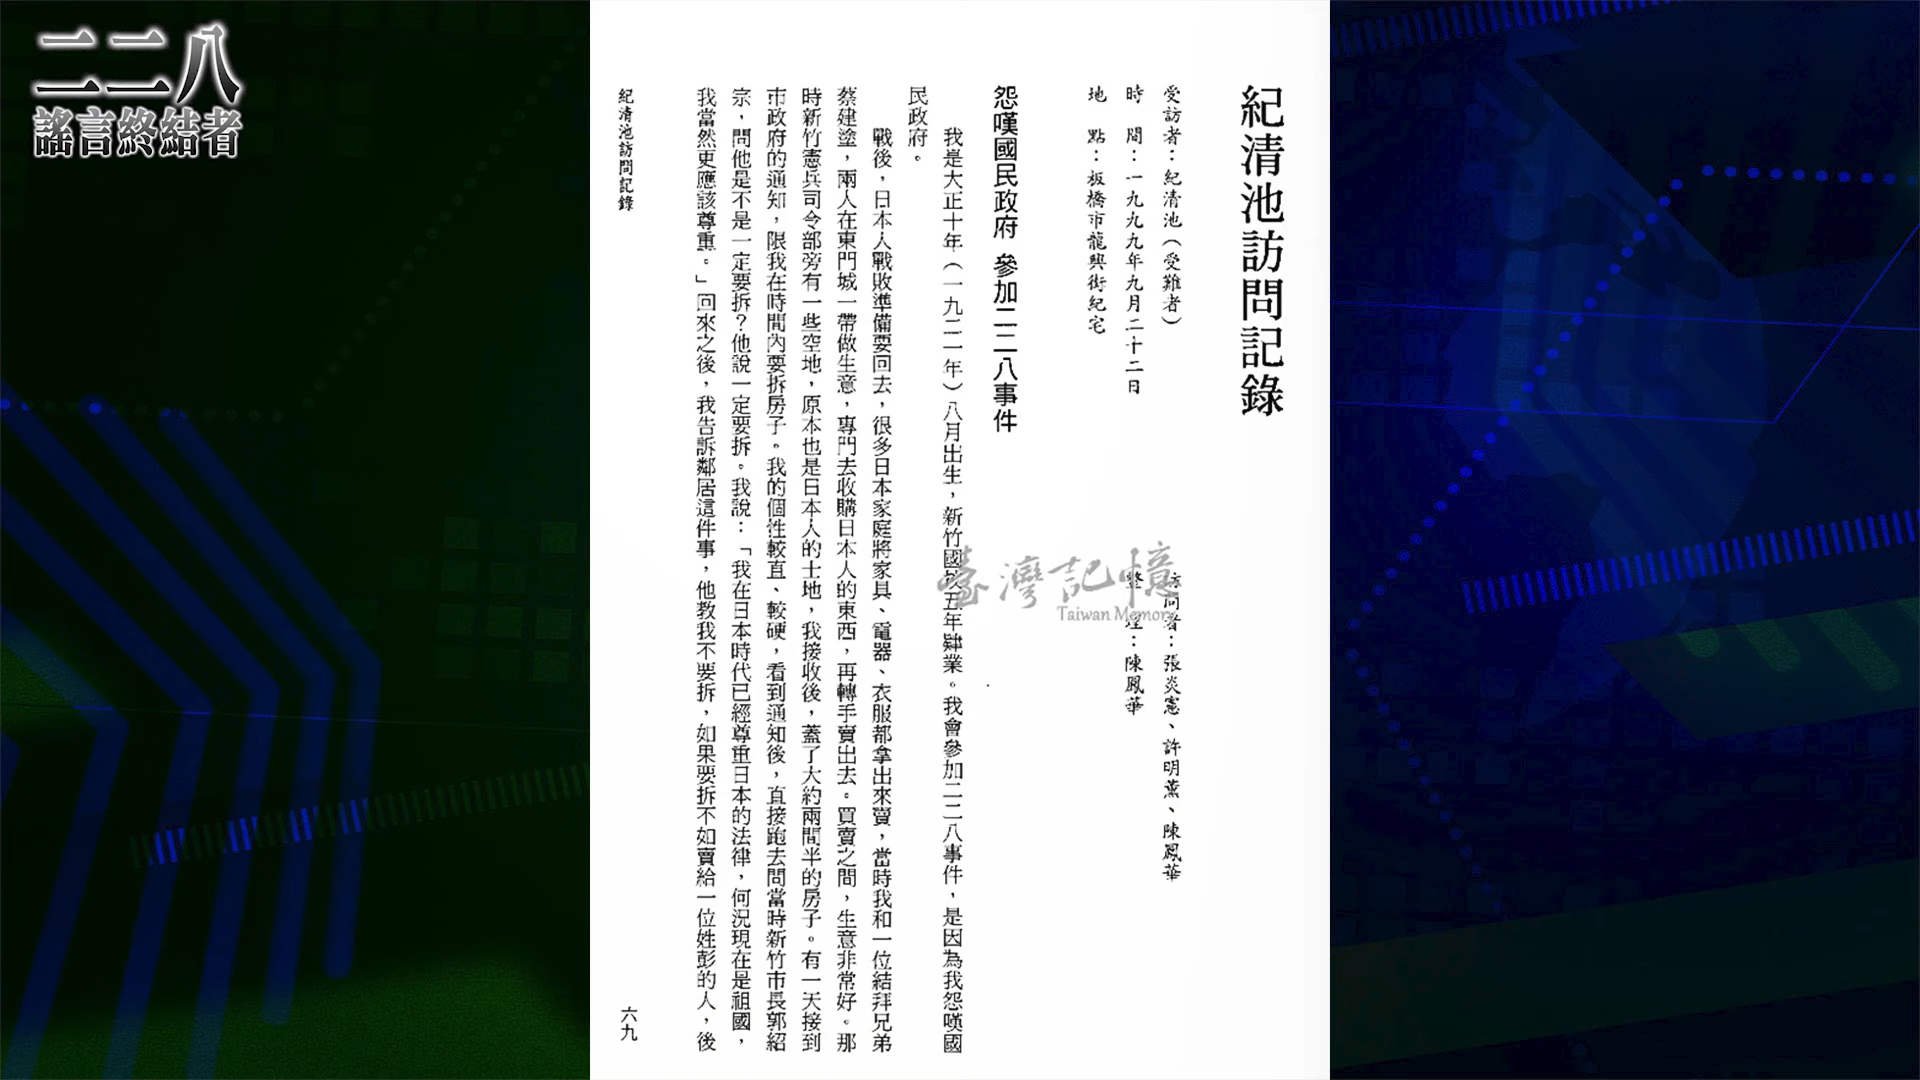 二二八
謠言終結者
紀清池訪問記錄
受訪者：紀清池（受難者）
訪問者：張炎憲、許明薰、陳鳳華
時　間：一九九九年九月二十二日
整　理：陳鳳華
地　點：板橋市龍興街紀宅
怨嘆國民政府 參加二二八事件
我是大正十年（一九二一年）八月出生，新竹國校五年肄業。我會參加二二八事件，是因為我怨嘆國
民政府。
戰後，日本人戰敗準備要回去，很多日本家庭將家具、電器、衣服都拿出來賣，當時我和一位結拜兄弟
蔡建塗，兩人在東門城一帶做生意，專門去收購日本人的東西，再轉手賣出去。買賣之間，生意非常好。那
時新竹憲兵司令部旁有一些空地，原本也是日本人的土地，我接收後，蓋了大約兩間半的房子。有一天接到
市政府的通知，限我在時間內要拆房子。我的個性較直、較硬，看到通知後，直接跑去問當時新竹市長郭紹
宗，問他是不是一定要拆？他說一定要拆。我說：「我在日本時代已經尊重日本的法律，何況現在是祖國，
我當然更應該尊重。」回來之後，我告訴鄰居這件事，他教我不要拆，如果要拆不如賣給一位姓彭的人，後
紀清池訪問記錄
六九
臺灣記憶
Taiwan Memory